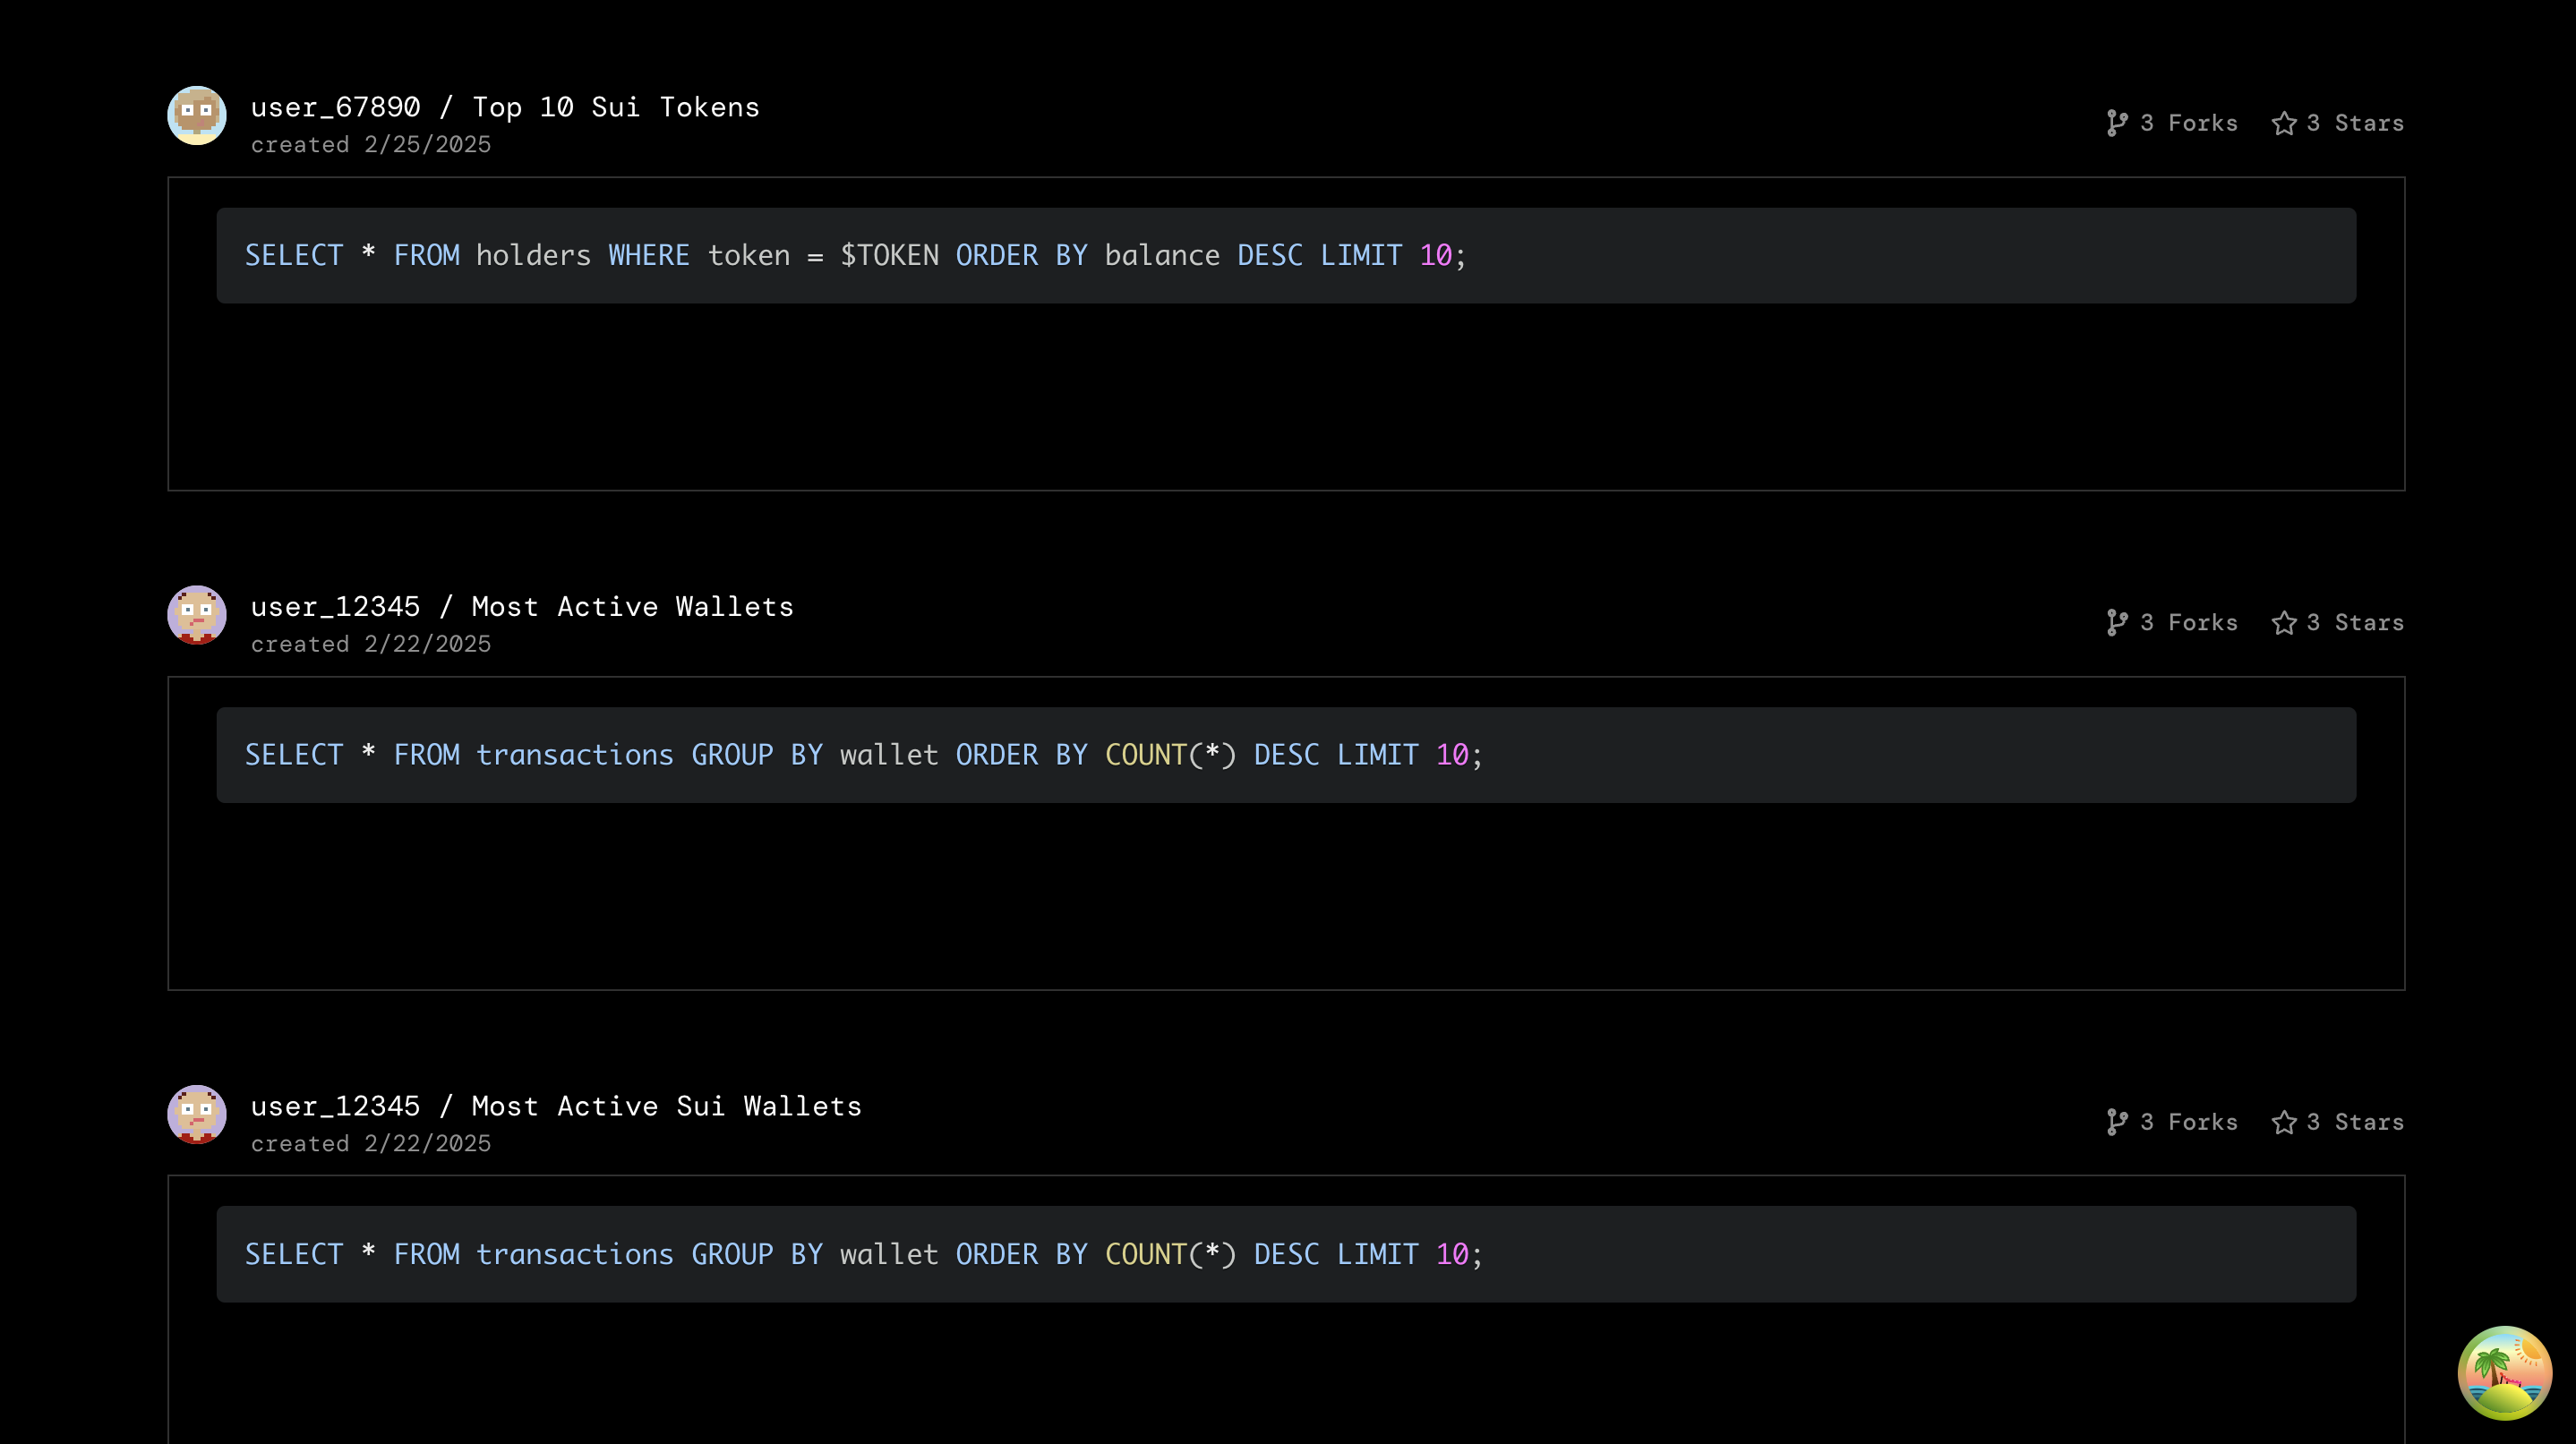 user_67890 / Top 10 Sui Tokens
created 2/25/2025
3 Forks
3 Stars
SELECT * FROM holders WHERE token = $TOKEN ORDER BY balance DESC LIMIT 10;
user_12345 / Most Active Wallets
created 2/22/2025
3 Forks
3 Stars
SELECT * FROM transactions GROUP BY wallet ORDER BY COUNT(*) DESC LIMIT 10;
user_12345 / Most Active Sui Wallets
created 2/22/2025
3 Forks
3 Stars
SELECT * FROM transactions GROUP BY wallet ORDER BY COUNT(*) DESC LIMIT 10;